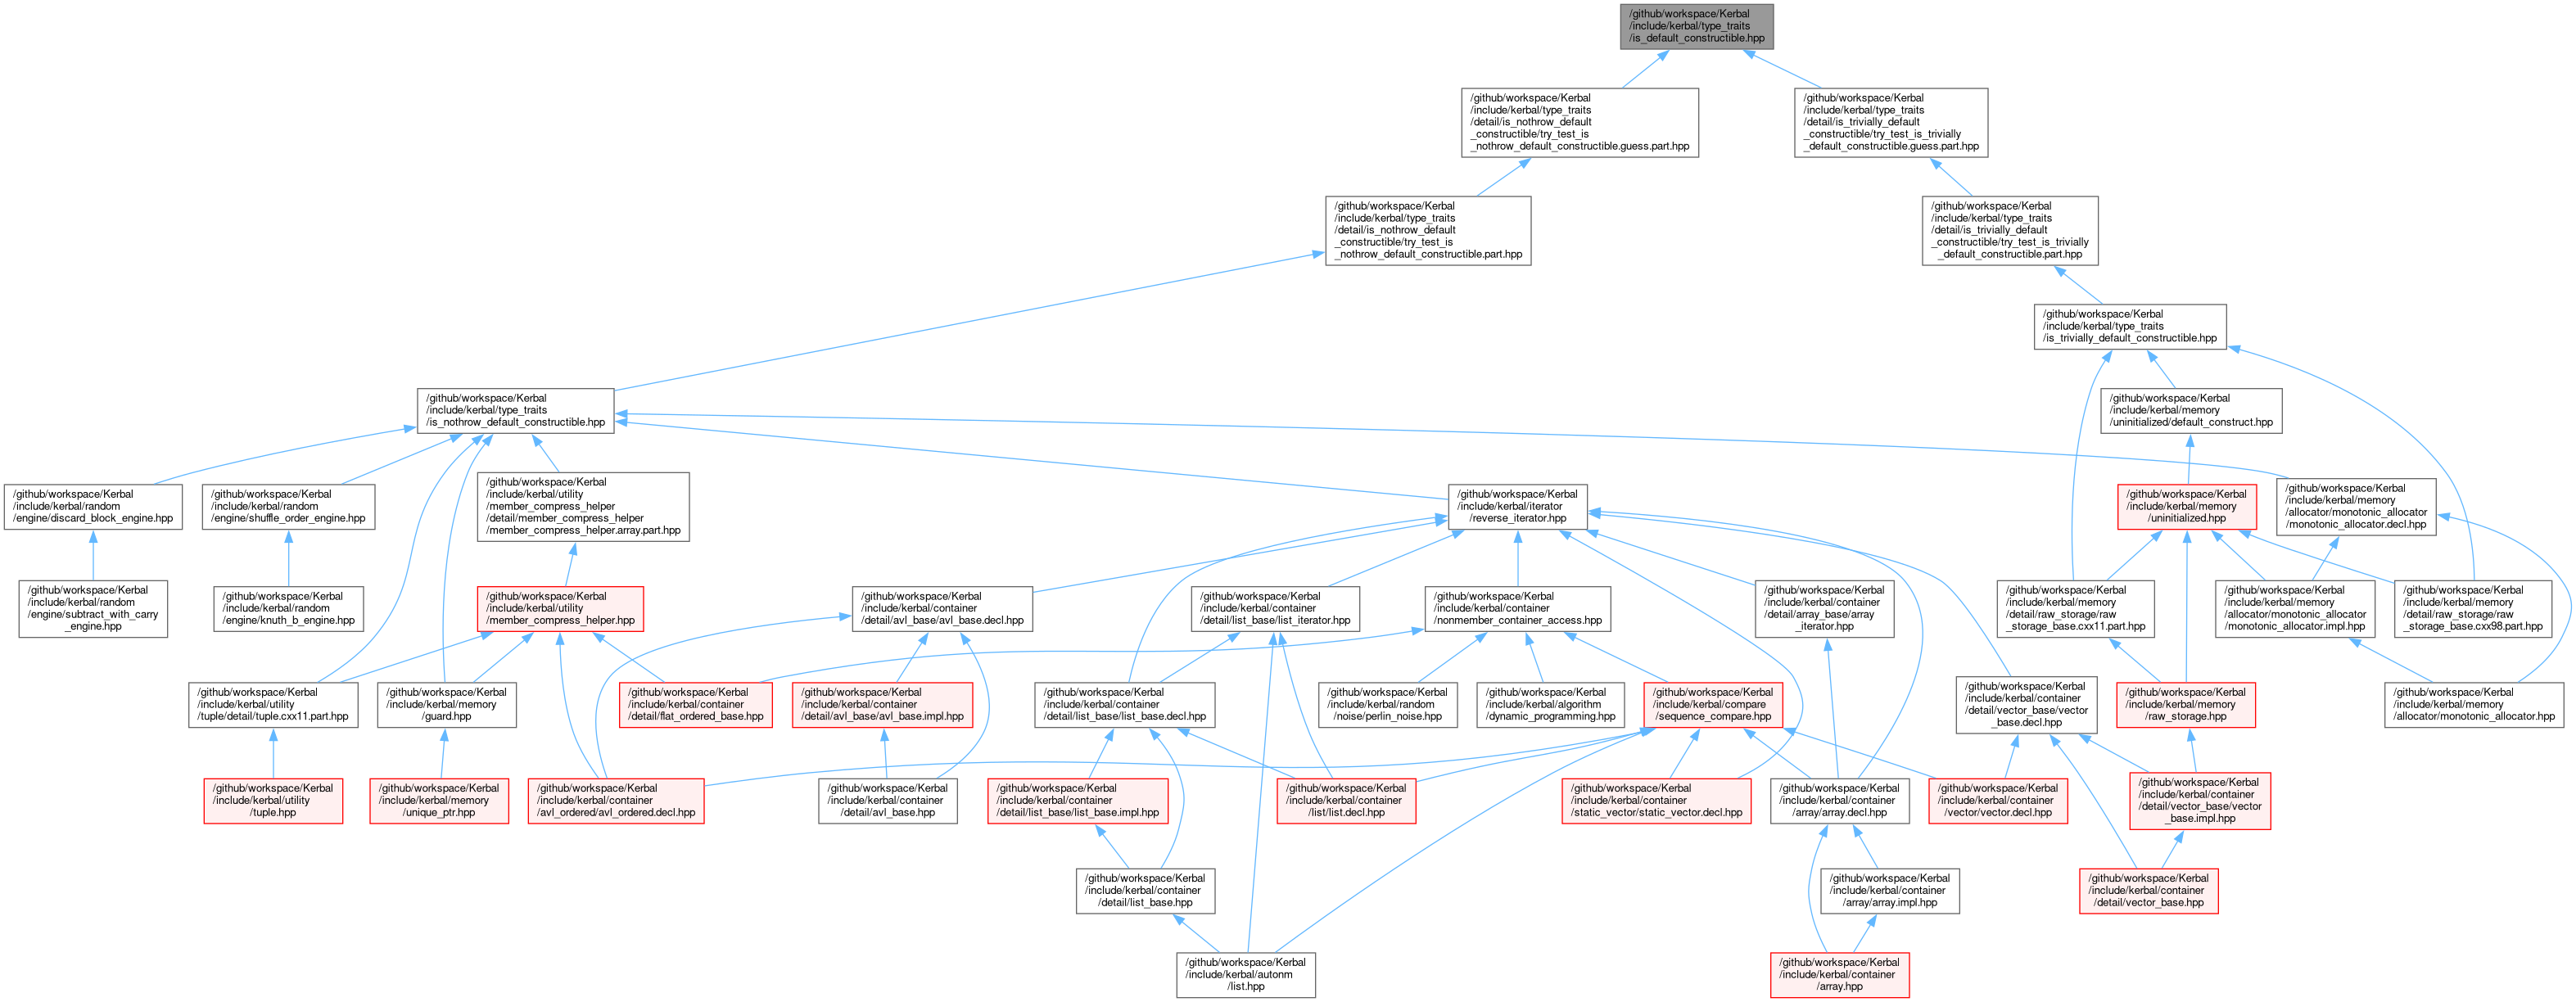 /github/workspace/Kerbal
/include/kerbal/type_traits
/is_default_constructible.hpp
/github/workspace/Kerbal
/include/kerbal/type_traits
/detail/is_nothrow_default
_constructible/try_test_is
_nothrow_default_constructible.guess.part.hpp
/github/workspace/Kerbal
/include/kerbal/type_traits
/detail/is_trivially_default
_constructible/try_test_is_trivially
_default_constructible.guess.part.hpp
/github/workspace/Kerbal
/include/kerbal/type_traits
/detail/is_nothrow_default
_constructible/try_test_is
_nothrow_default_constructible.part.hpp
/github/workspace/Kerbal
/include/kerbal/type_traits
/detail/is_trivially_default
_constructible/try_test_is_trivially
_default_constructible.part.hpp
/github/workspace/Kerbal
/include/kerbal/type_traits
/is_trivially_default_constructible.hpp
/github/workspace/Kerbal
/include/kerbal/type_traits
/is_nothrow_default_constructible.hpp
/github/workspace/Kerbal
/include/kerbal/memory
/uninitialized/default_construct.hpp
/github/workspace/Kerbal
/include/kerbal/random
/engine/discard_block_engine.hpp
/github/workspace/Kerbal
/include/kerbal/random
/engine/shuffle_order_engine.hpp
/github/workspace/Kerbal
/include/kerbal/utility
/member_compress_helper
/detail/member_compress_helper
/member_compress_helper.array.part.hpp
/github/workspace/Kerbal
/include/kerbal/iterator
/reverse_iterator.hpp
/github/workspace/Kerbal
/include/kerbal/memory
/uninitialized.hpp
/github/workspace/Kerbal
/include/kerbal/memory
/allocator/monotonic_allocator
/monotonic_allocator.decl.hpp
/github/workspace/Kerbal
/include/kerbal/random
/engine/subtract_with_carry
_engine.hpp
/github/workspace/Kerbal
/include/kerbal/random
/engine/knuth_b_engine.hpp
/github/workspace/Kerbal
/include/kerbal/utility
/member_compress_helper.hpp
/github/workspace/Kerbal
/include/kerbal/container
/detail/avl_base/avl_base.decl.hpp
/github/workspace/Kerbal
/include/kerbal/container
/detail/list_base/list_iterator.hpp
/github/workspace/Kerbal
/include/kerbal/container
/nonmember_container_access.hpp
/github/workspace/Kerbal
/include/kerbal/container
/detail/array_base/array
_iterator.hpp
/github/workspace/Kerbal
/include/kerbal/memory
/detail/raw_storage/raw
_storage_base.cxx11.part.hpp
/github/workspace/Kerbal
/include/kerbal/memory
/allocator/monotonic_allocator
/monotonic_allocator.impl.hpp
/github/workspace/Kerbal
/include/kerbal/memory
/detail/raw_storage/raw
_storage_base.cxx98.part.hpp
/github/workspace/Kerbal
/include/kerbal/utility
/tuple/detail/tuple.cxx11.part.hpp
/github/workspace/Kerbal
/include/kerbal/memory
/guard.hpp
/github/workspace/Kerbal
/include/kerbal/container
/detail/flat_ordered_base.hpp
/github/workspace/Kerbal
/include/kerbal/container
/detail/avl_base/avl_base.impl.hpp
/github/workspace/Kerbal
/include/kerbal/container
/detail/list_base/list_base.decl.hpp
/github/workspace/Kerbal
/include/kerbal/random
/noise/perlin_noise.hpp
/github/workspace/Kerbal
/include/kerbal/algorithm
/dynamic_programming.hpp
/github/workspace/Kerbal
/include/kerbal/compare
/sequence_compare.hpp
/github/workspace/Kerbal
/include/kerbal/container
/detail/vector_base/vector
_base.decl.hpp
/github/workspace/Kerbal
/include/kerbal/memory
/raw_storage.hpp
/github/workspace/Kerbal
/include/kerbal/memory
/allocator/monotonic_allocator.hpp
/github/workspace/Kerbal
/include/kerbal/utility
/tuple.hpp
/github/workspace/Kerbal
/include/kerbal/memory
/unique_ptr.hpp
/github/workspace/Kerbal
/include/kerbal/container
/avl_ordered/avl_ordered.decl.hpp
/github/workspace/Kerbal
/include/kerbal/container
/detail/avl_base.hpp
/github/workspace/Kerbal
/include/kerbal/container
/detail/list_base/list_base.impl.hpp
/github/workspace/Kerbal
/include/kerbal/container
/list/list.decl.hpp
/github/workspace/Kerbal
/include/kerbal/container
/static_vector/static_vector.decl.hpp
/github/workspace/Kerbal
/include/kerbal/container
/array/array.decl.hpp
/github/workspace/Kerbal
/include/kerbal/container
/vector/vector.decl.hpp
/github/workspace/Kerbal
/include/kerbal/container
/detail/vector_base/vector
_base.impl.hpp
/github/workspace/Kerbal
/include/kerbal/container
/detail/list_base.hpp
/github/workspace/Kerbal
/include/kerbal/container
/array/array.impl.hpp
/github/workspace/Kerbal
/include/kerbal/container
/detail/vector_base.hpp
/github/workspace/Kerbal
/include/kerbal/autonm
/list.hpp
/github/workspace/Kerbal
/include/kerbal/container
/array.hpp